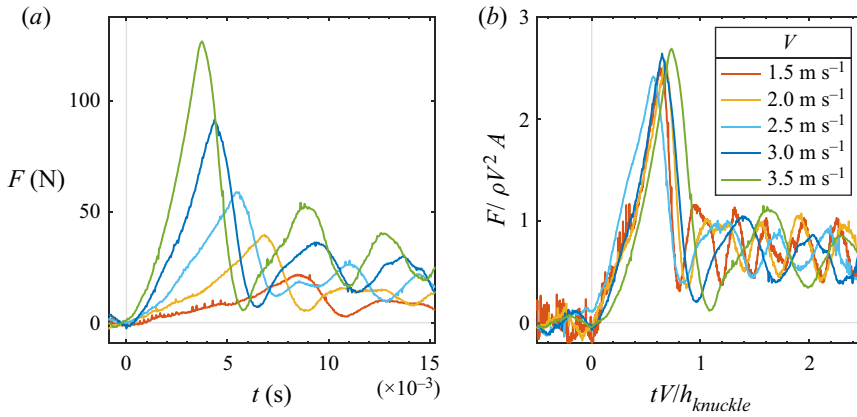 (a)
100
50
0
F (N)
0
5
10
15
t (s)
(×10⁻³)
(b)
3
2
1
0
F/ ρV² A
0
1
2
tV/h_knuckle
V
1.5 m s⁻¹
2.0 m s⁻¹
2.5 m s⁻¹
3.0 m s⁻¹
3.5 m s⁻¹